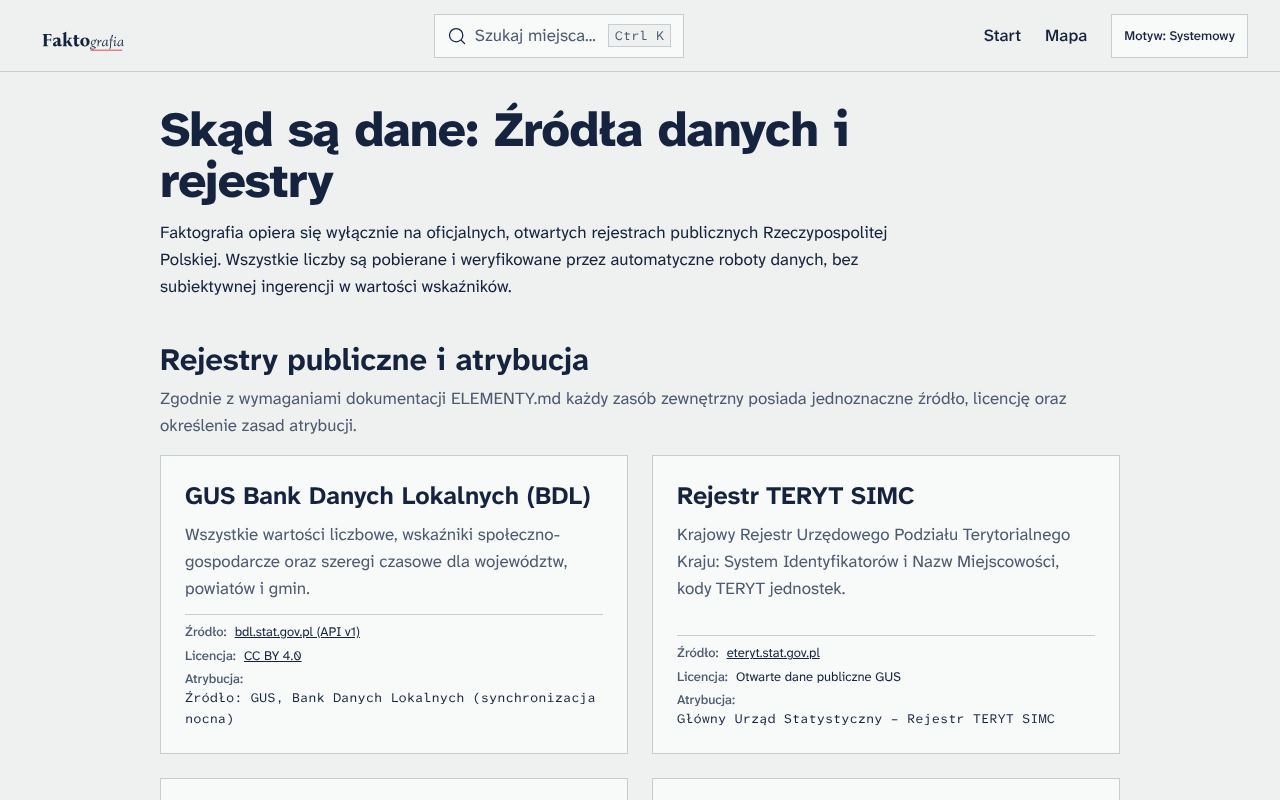 Faktografia
Szukaj miejsca... Ctrl K
Start Mapa Motyw: Systemowy
Skąd są dane: Źródła danych i
rejestry
Faktografia opiera się wyłącznie na oficjalnych, otwartych rejestrach publicznych Rzeczypospolitej
Polskiej. Wszystkie liczby są pobierane i weryfikowane przez automatyczne roboty danych, bez
subiektywnej ingerencji w wartości wskaźników.
Rejestry publiczne i atrybucja
Zgodnie z wymaganiami dokumentacji ELEMENTY.md każdy zasób zewnętrzny posiada jednoznaczne źródło, licencję oraz
określenie zasad atrybucji.
GUS Bank Danych Lokalnych (BDL)
Wszystkie wartości liczbowe, wskaźniki społeczno-
gospodarcze oraz szeregi czasowe dla województw,
powiatów i gmin.
Źródło: bdl.stat.gov.pl (API v1)
Licencja: CC BY 4.0
Atrybucja:
Źródło: GUS, Bank Danych Lokalnych (synchronizacja
nocna)
Rejestr TERYT SIMC
Krajowy Rejestr Urzędowego Podziału Terytorialnego
Kraju: System Identyfikatorów i Nazw Miejscowości,
kody TERYT jednostek.
Źródło: eteryt.stat.gov.pl
Licencja: Otwarte dane publiczne GUS
Atrybucja:
Główny Urząd Statystyczny – Rejestr TERYT SIMC